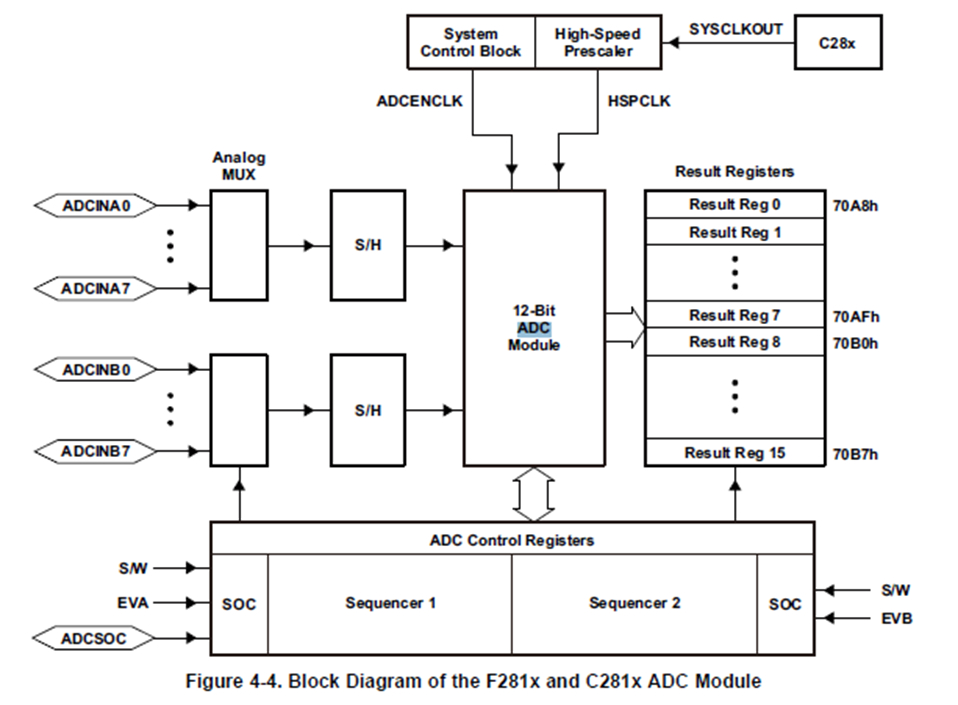 System
Control Block
High-Speed
Prescaler
SYSCLKOUT
C28x
ADCENCLK
HSPCLK
Analog
MUX
Result Registers
ADCINA0
S/H
Result Reg 0
70A8h
Result Reg 1
ADCINA7
12-Bit
ADC
Module
Result Reg 7
70AFh
Result Reg 8
70B0h
ADCINB0
S/H
ADCINB7
Result Reg 15
70B7h
ADC Control Registers
S/W
EVA
ADCSOC
SOC
Sequencer 1
Sequencer 2
SOC
S/W
EVB
Figure 4-4. Block Diagram of the F281x and C281x ADC Module